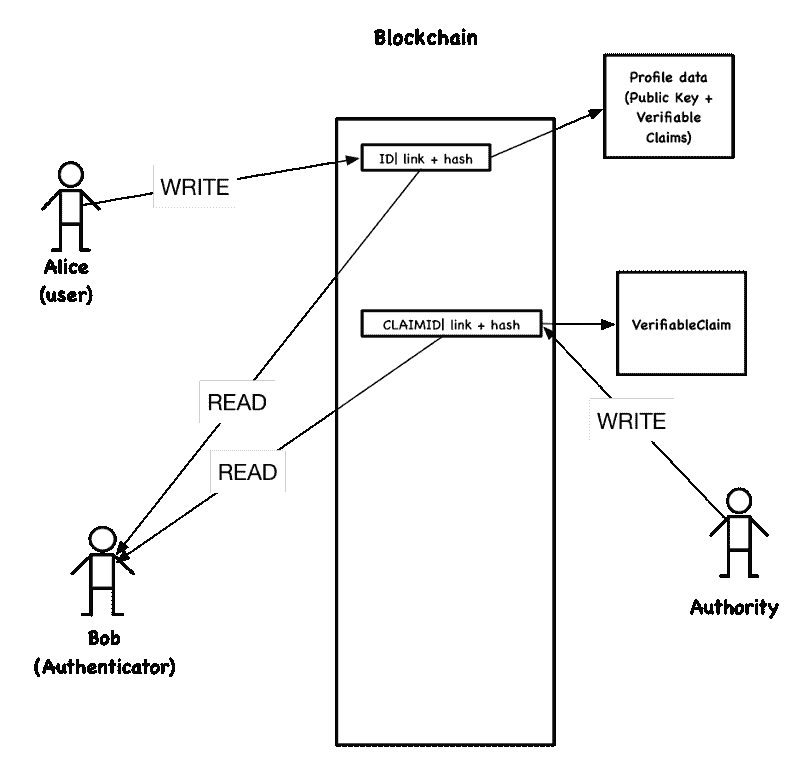 Blockchain
Profile data
(Public Key +
Verifiable
Claims)
ID| link + hash
WRITE
Alice
(user)
CLAIMID| link + hash
VerifiableClaim
READ
WRITE
READ
Authority
Bob
(Authenticator)